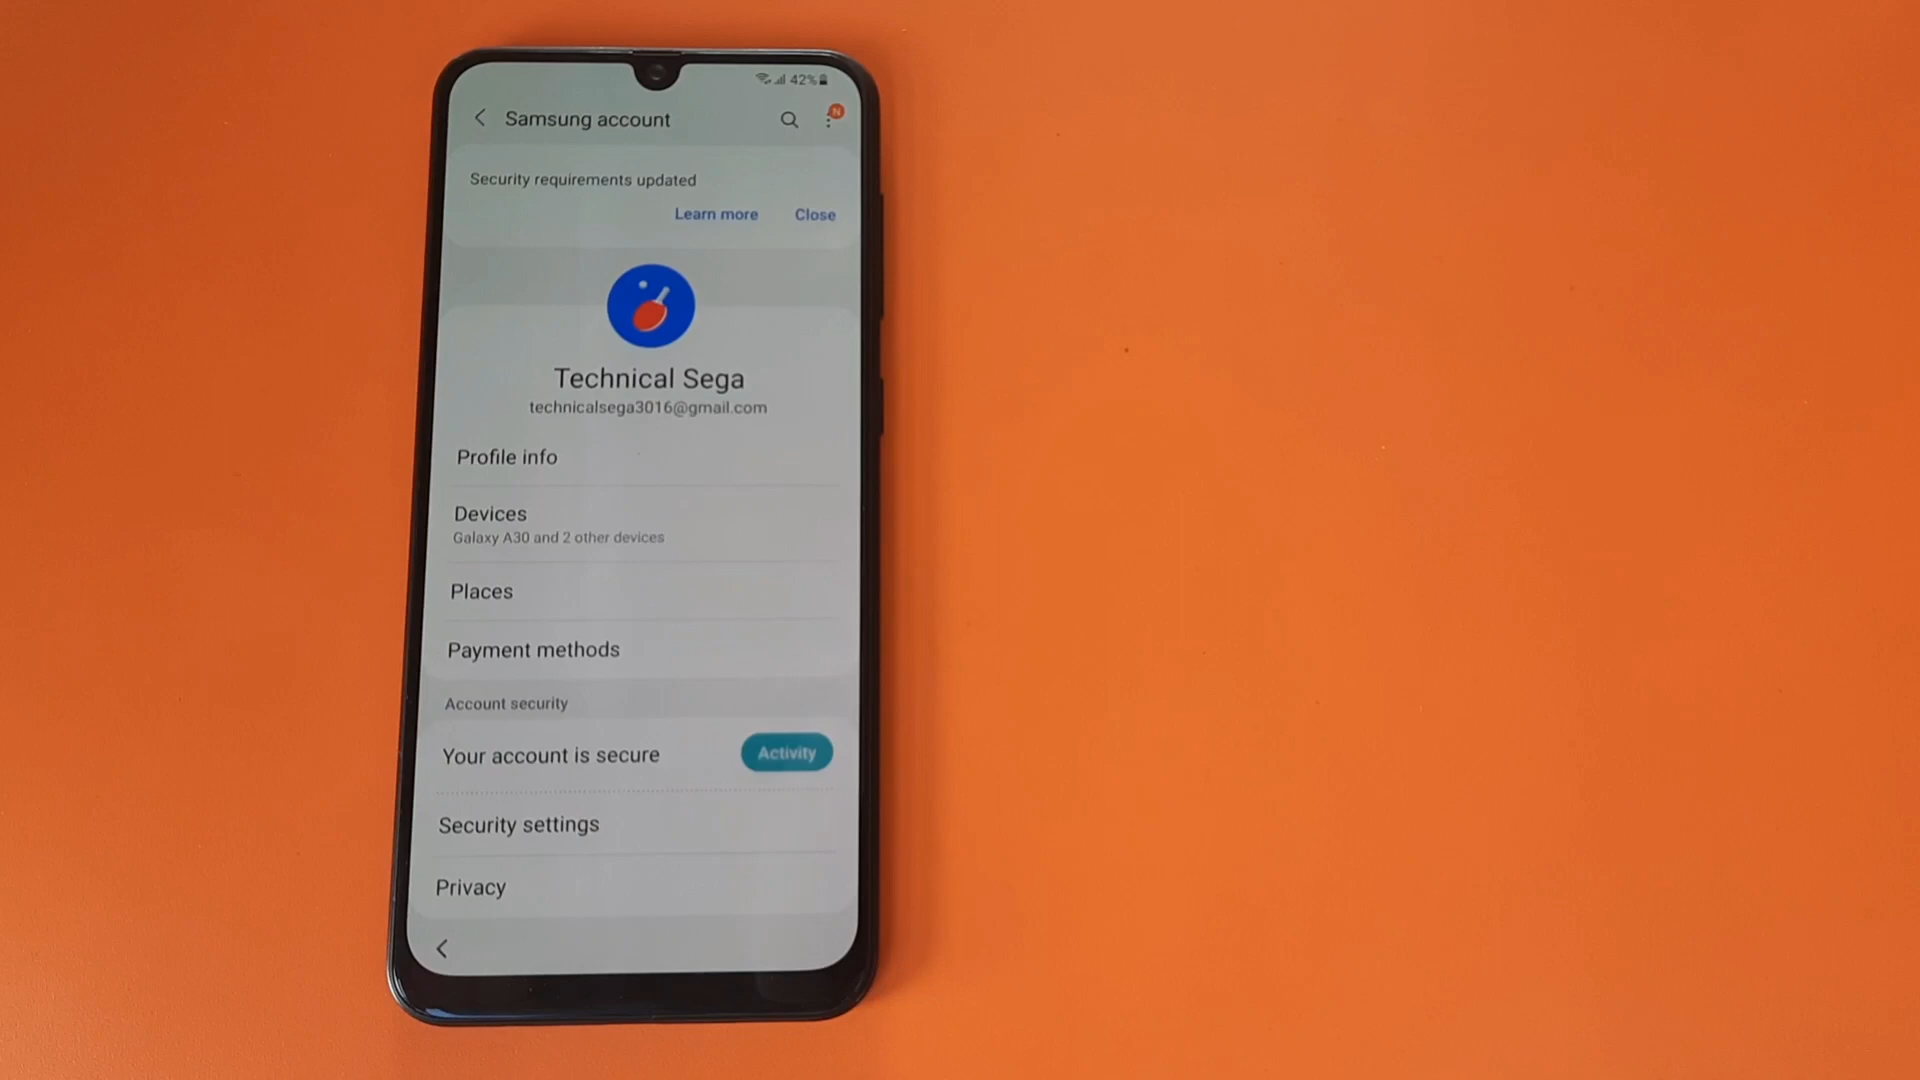 42%
Samsung account
N
Security requirements updated
Learn more Close
Technical Sega
technicalsega3016@gmail.com
Profile info
Devices
Galaxy A30 and 2 other devices
Places
Payment methods
Account security
Your account is secure Activity
Security settings
Privacy